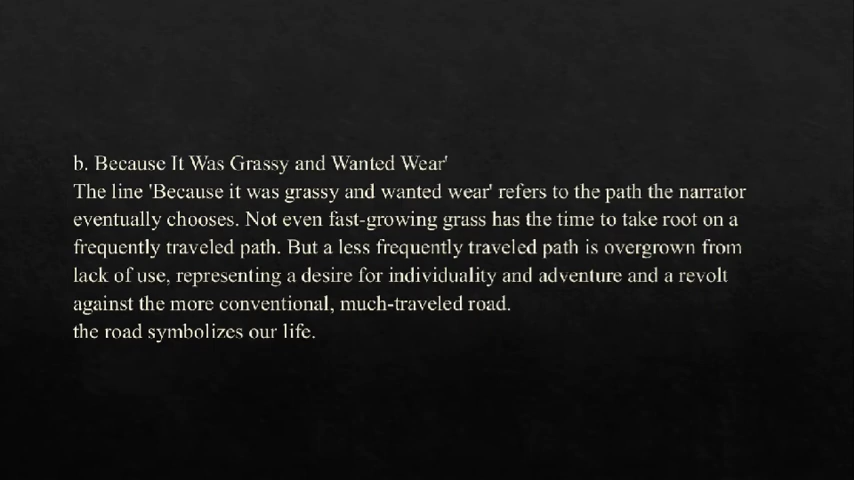 b. Because It Was Grassy and Wanted Wear'
The line 'Because it was grassy and wanted wear' refers to the path the narrator
eventually chooses. Not even fast-growing grass has the time to take root on a
frequently traveled path. But a less frequently traveled path is overgrown from
lack of use, representing a desire for individuality and adventure and a revolt
against the more conventional, much-traveled road.
the road symbolizes our life.